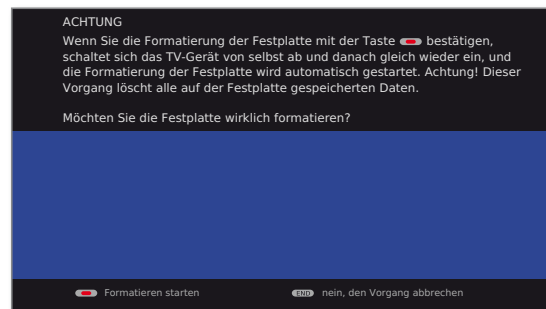 ACHTUNG
Wenn Sie die Formatierung der Festplatte mit der Taste bestätigen,
schaltet sich das TV-Gerät von selbst ab und danach gleich wieder ein, und
die Formatierung der Festplatte wird automatisch gestartet. Achtung! Dieser
Vorgang löscht alle auf der Festplatte gespeicherten Daten.
Möchten Sie die Festplatte wirklich formatieren?
Formatieren starten END nein, den Vorgang abbrechen